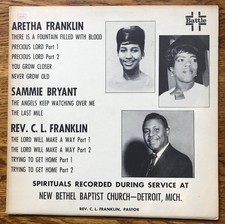 Battle
ARETHA FRANKLIN
THERE IS A FOUNTAIN FILLED WITH BLOOD
PRECIOUS LORD Part 1
PRECIOUS LORD Part 2
YOU GROW CLOSER
NEVER GROW OLD
SAMMIE BRYANT
THE ANGELS KEEP WATCHING OVER ME
THE LAST MILE
REV. C. L. FRANKLIN
THE LORD WILL MAKE A WAY Part 1
THE LORD WILL MAKE A WAY Part 2
TRYING TO GET HOME Part 1
TRYING TO GET HOME Part 2
SPIRITUALS RECORDED DURING SERVICE AT
NEW BETHEL BAPTIST CHURCH—DETROIT, MICH.
REV. C. L. FRANKLIN, PASTOR